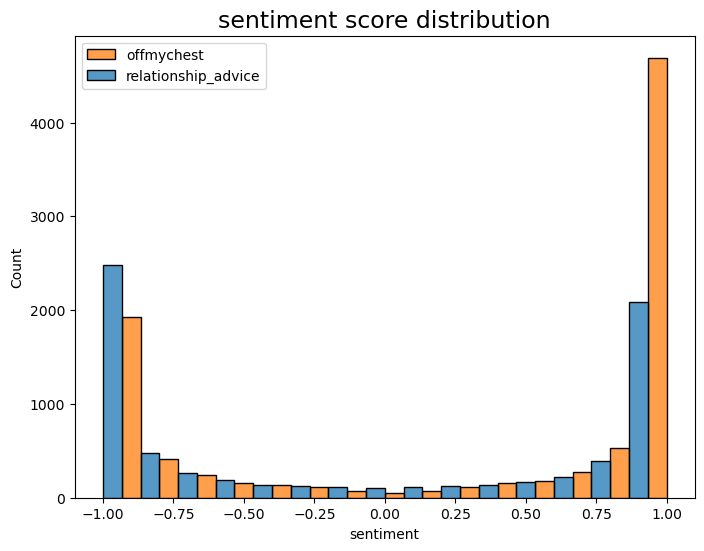 sentiment score distribution
offmychest
relationship_advice
4000
3000
2000
1000
0
Count
−1.00 −0.75 −0.50 −0.25 0.00 0.25 0.50 0.75 1.00
sentiment